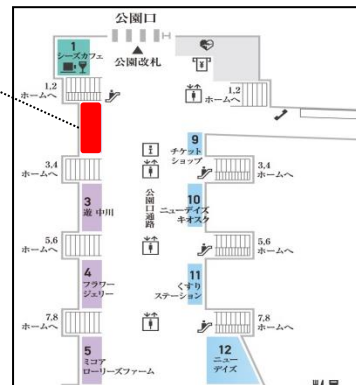 公園口
公園改札
1
シーズカフェ
1,2
ホームへ
1,2
ホームへ
9
チケット
ショップ
3,4
ホームへ
3,4
ホームへ
3
遊 中川
公園口通路
10
ニューデイズ
キオスク
5,6
ホームへ
5,6
ホームへ
4
フラワー
ジェリー
11
くすり
ステーション
7,8
ホームへ
7,8
ホームへ
5
ミコア
ローリーズファーム
12
ニュー
デイズ